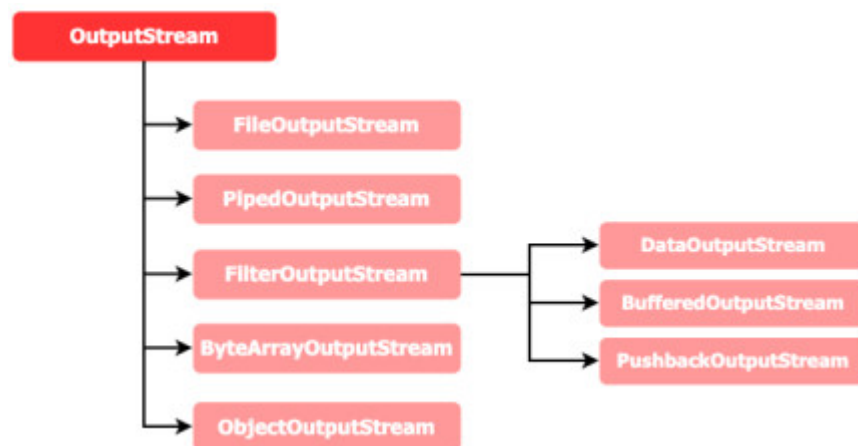 OutputStream
FileOutputStream
PipedOutputStream
FilterOutputStream
ByteArrayOutputStream
ObjectOutputStream
DataOutputStream
BufferedOutputStream
PushbackOutputStream